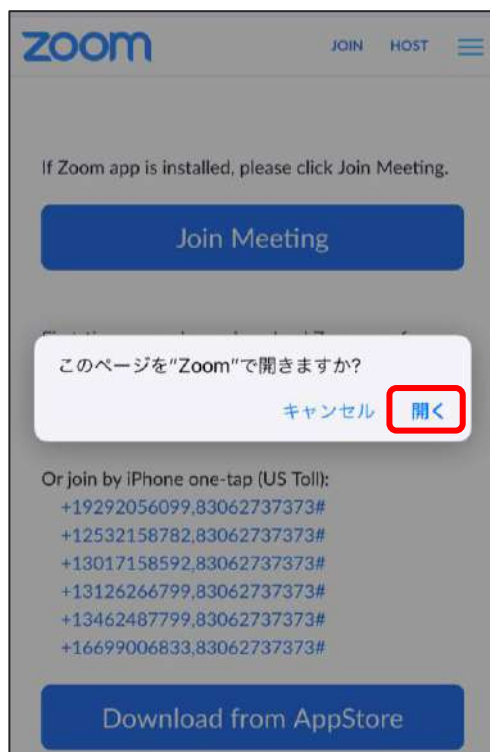 zoom
JOIN HOST
If Zoom app is installed, please click Join Meeting.
Join Meeting
このページを"Zoom"で開きますか?
キャンセル 開く
Or join by iPhone one-tap (US Toll):
+19292056099,83062737373#
+12532158782,83062737373#
+13017158592,83062737373#
+13126266799,83062737373#
+13462487799,83062737373#
+16699006833,83062737373#
Download from AppStore